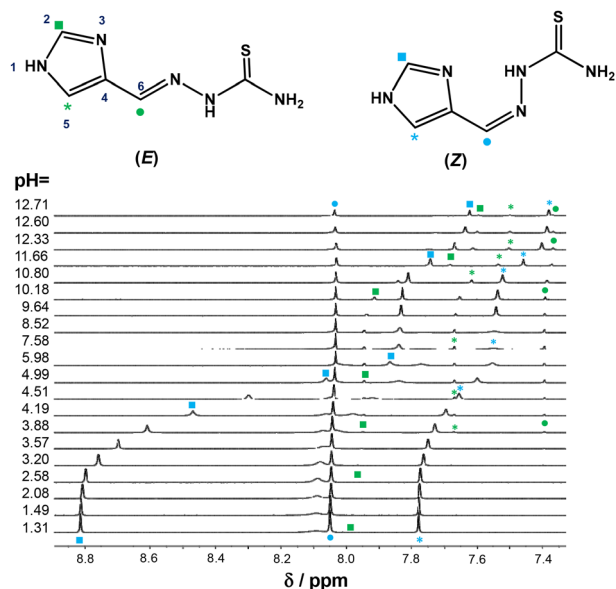 2 N 3 S
1 HN N NH2
4 6 N H
5
(E)
N HN S
HN N NH2
(Z)
pH=
12.71
12.60
12.33
11.66
10.80
10.18
9.64
8.52
7.58
5.98
4.99
4.51
4.19
3.88
3.57
3.20
2.58
2.08
1.49
1.31
8.8 8.6 8.4 8.2 8.0 7.8 7.6 7.4
δ / ppm